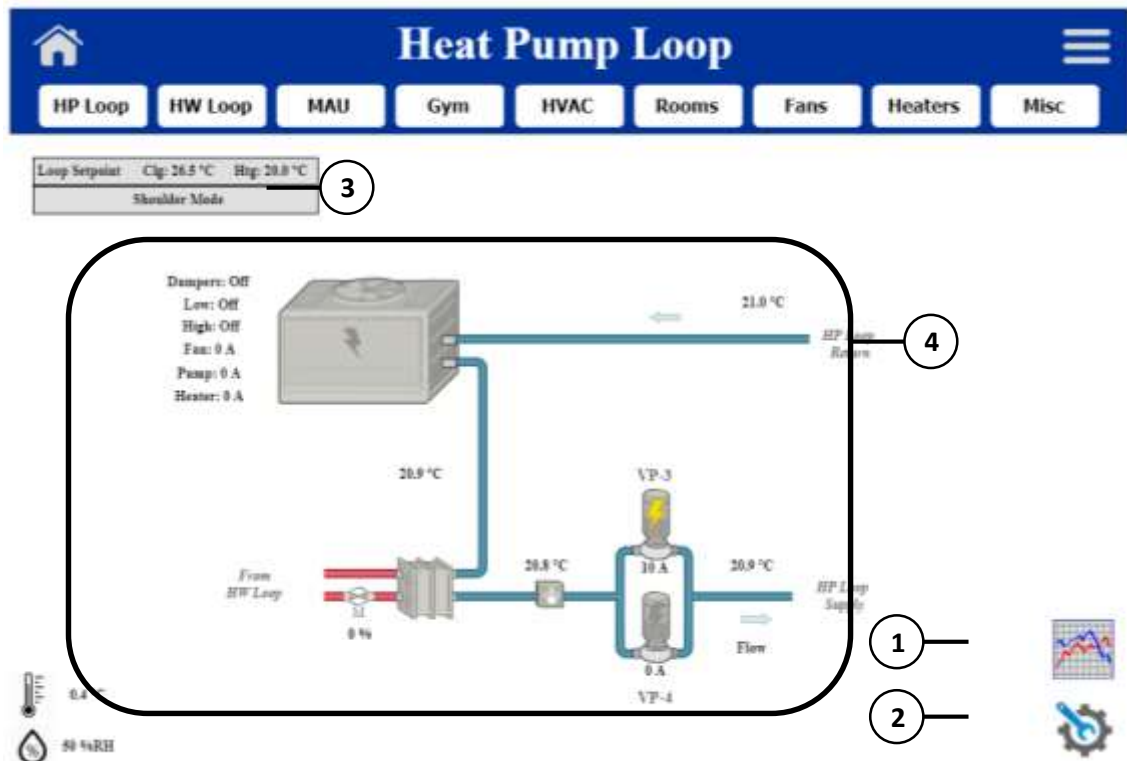 Heat Pump Loop
HP Loop HW Loop MAU Gym HVAC Rooms Fans Heaters Misc
Loop Setpoint Clg: 26.5 °C Htg: 20.0 °C
Shoulder Mode
3
Dampers: Off
Low: Off
High: Off
Fan: 0 A
Pump: 0 A
Heater: 0 A
21.0 °C
HP Loop
Return
4
20.9 °C
VP-3
10 A
From
HW Loop
M
0 %
20.8 °C
20.9 °C
HP Loop
Supply
Flow
0 A
VP-4
1
2
0.4 °C
%
50 %RH